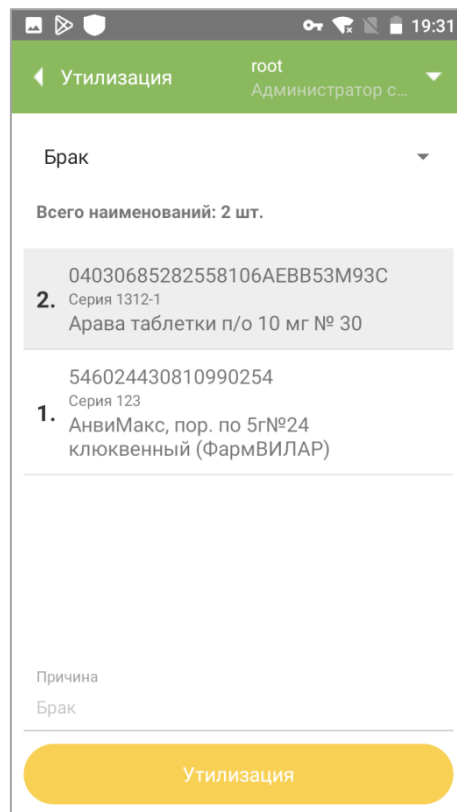 19:31
Утилизация
root
Администратор с...
Брак
Всего наименований: 2 шт.
04030685282558106AEBB53M93C
2. Серия 1312-1
Арава таблетки п/о 10 мг № 30
546024430810990254
Серия 123
1. АнвиМакс, пор. по 5г№24
клюквенный (ФармВИЛАР)
Причина
Брак
Утилизация